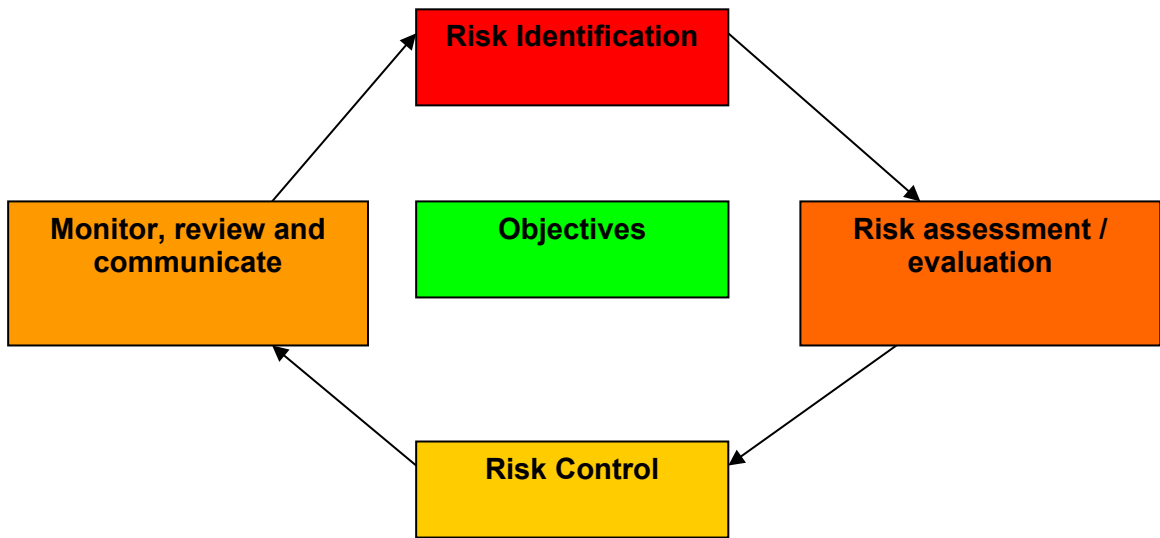 Risk Identification
Monitor, review and
communicate
Objectives
Risk assessment /
evaluation
Risk Control